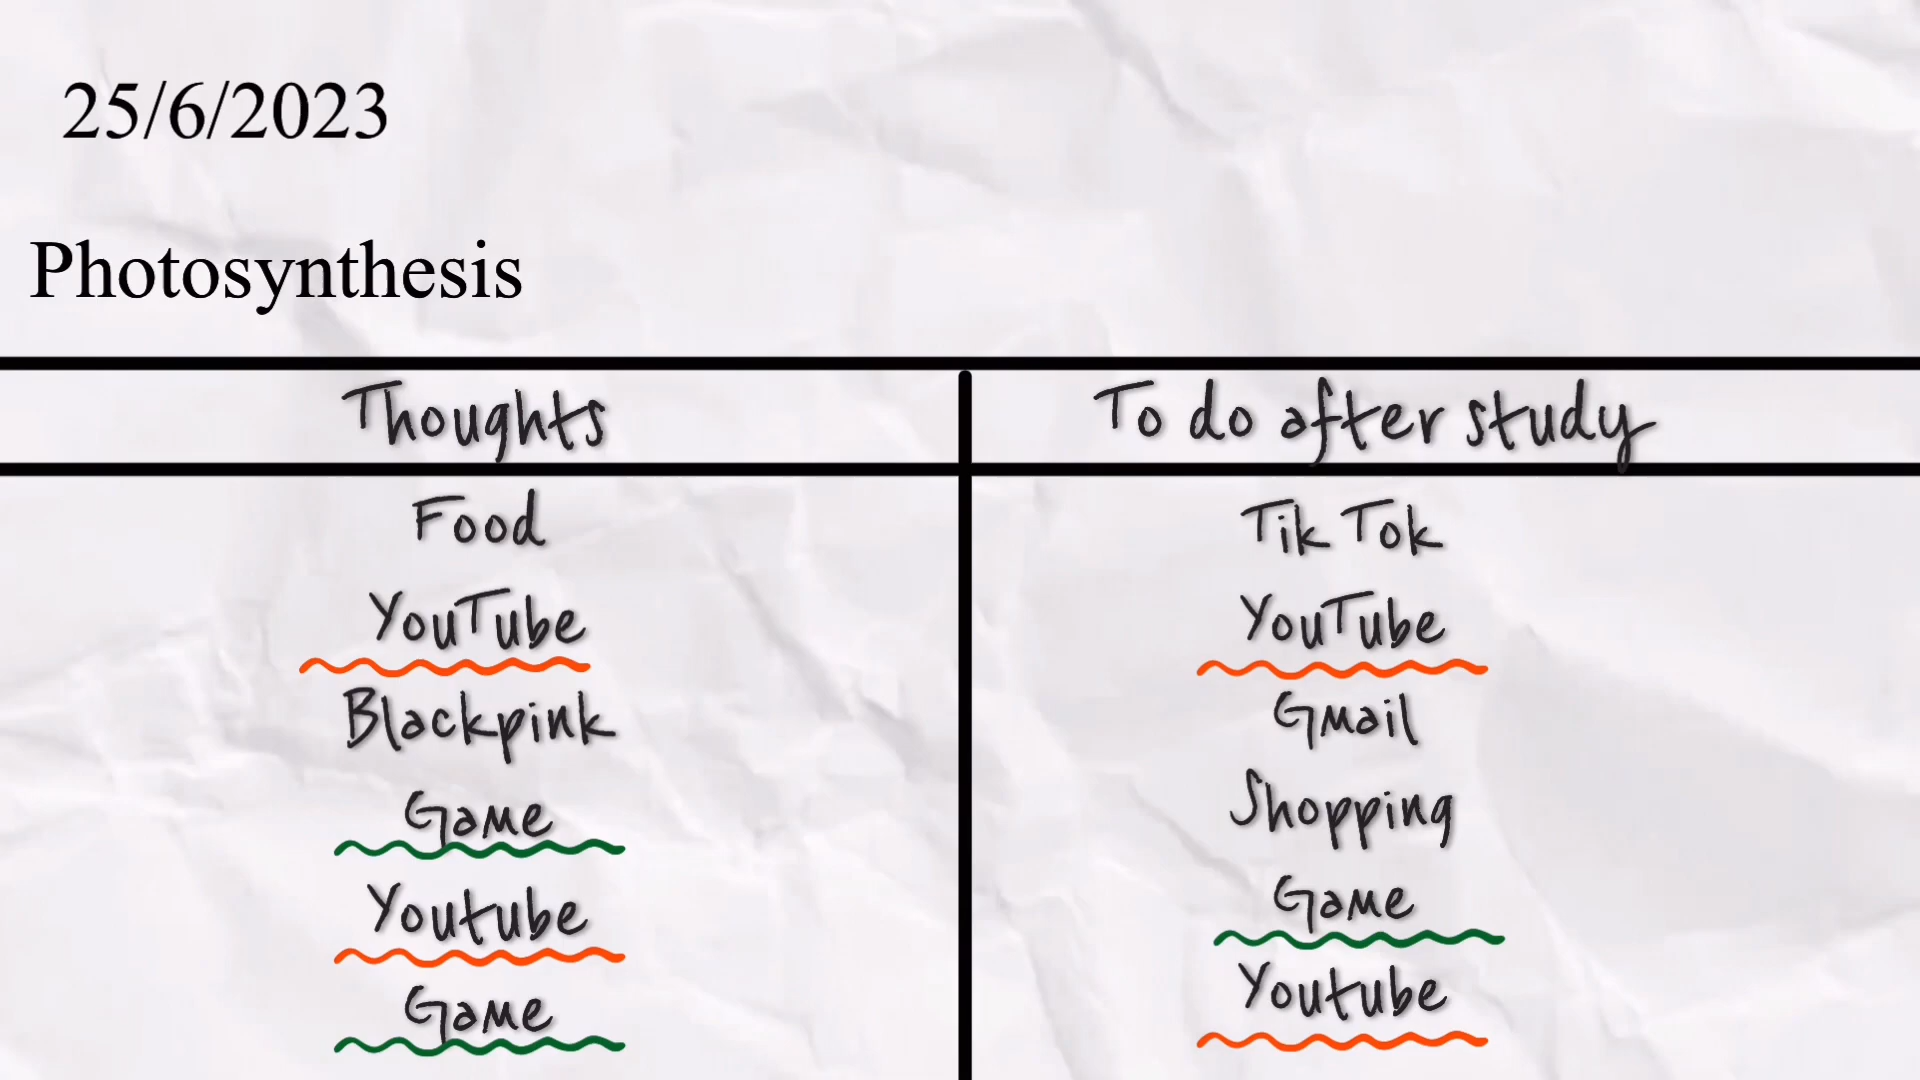 25/6/2023
Photosynthesis
Thoughts
To do after study
Food
YouTube
Blackpink
Game
Youtube
Game
Tik Tok
YouTube
Gmail
Shopping
Game
Youtube